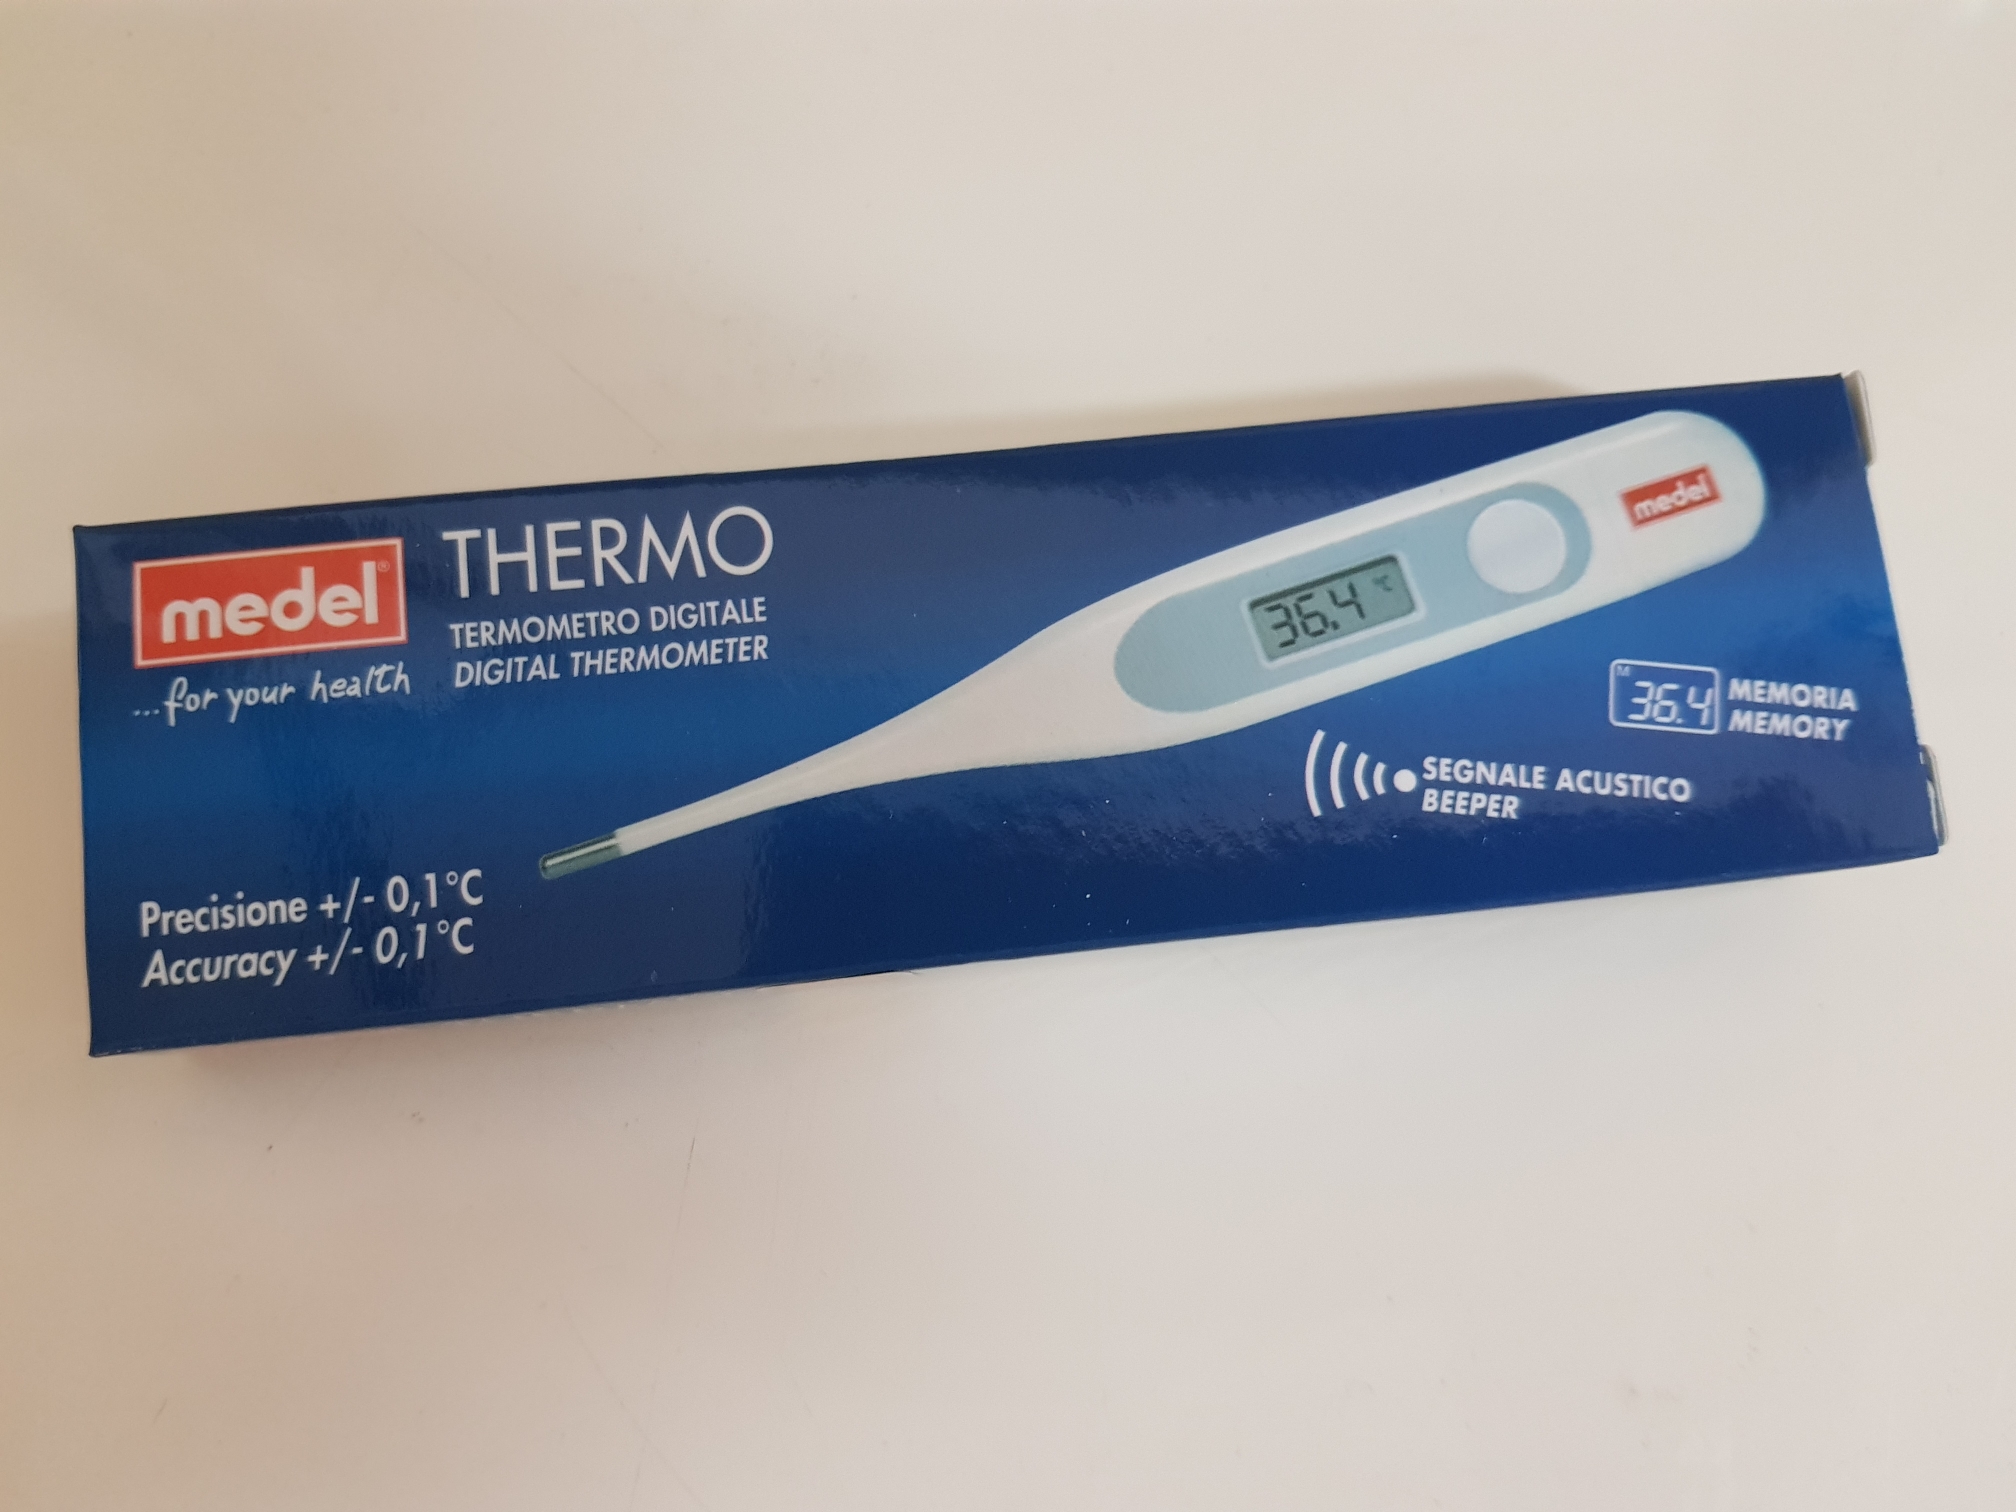 medel®
...for your health
THERMO
TERMOMETRO DIGITALE
DIGITAL THERMOMETER
36.4 °C
medel
M
36.4
MEMORIA
MEMORY
SEGNALE ACUSTICO
BEEPER
Precisione +/- 0,1°C
Accuracy +/- 0,1°C